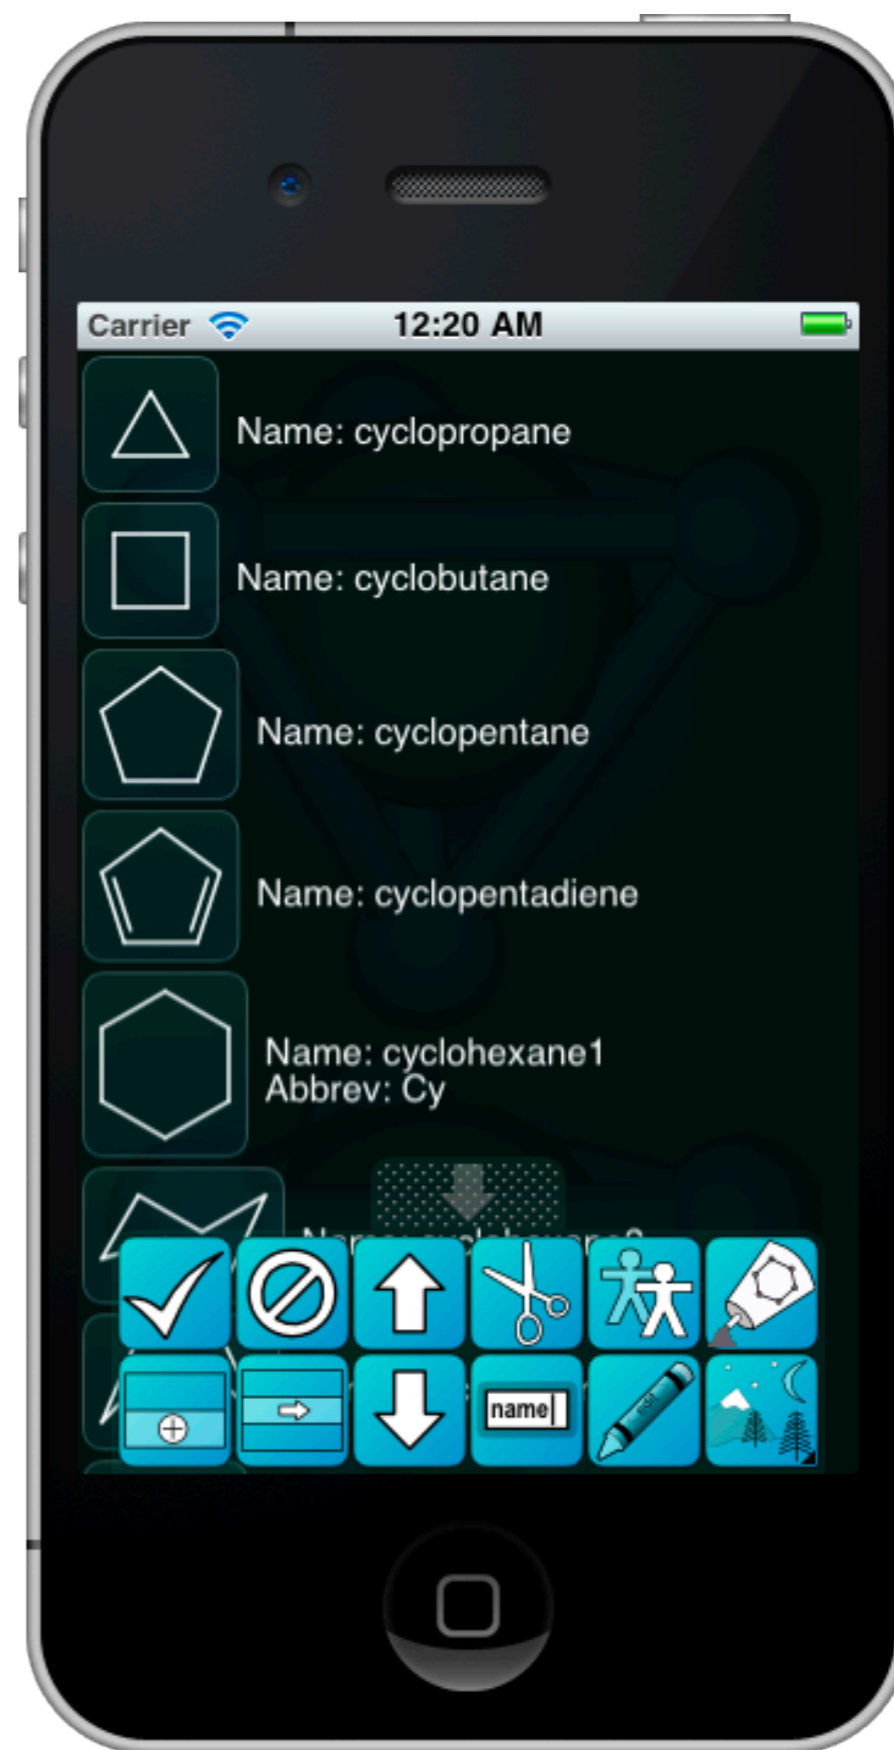 Carrier 12:20 AM
Name: cyclopropane
Name: cyclobutane
Name: cyclopentane
Name: cyclopentadiene
Name: cyclohexane1
Abbrev: Cy
name